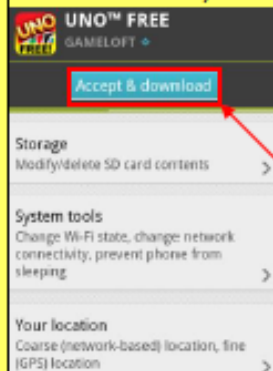 UNO™ FREE
GAMELOFT
Accept & download
Storage
Modify/delete SD card contents
System tools
Change Wi-Fi state, change network
connectivity, prevent phone from
sleeping
Your location
Coarse (network-based) location, fine
(GPS) location